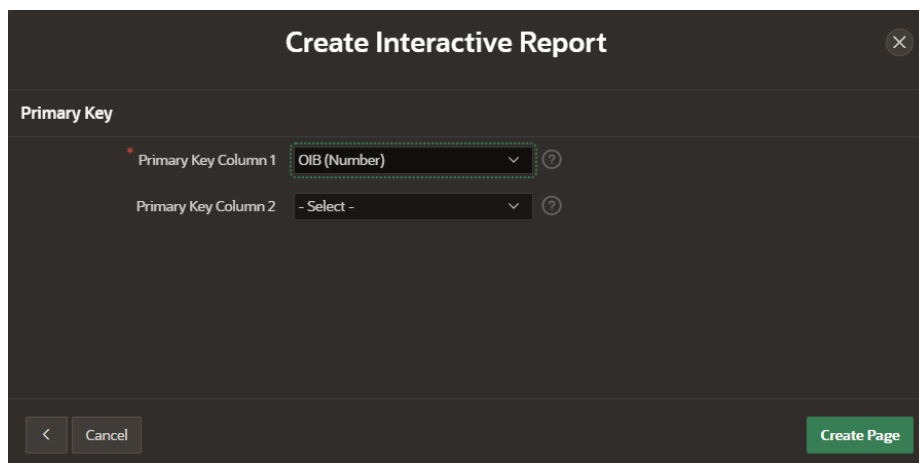 Create Interactive Report
Primary Key
* Primary Key Column 1 OIB (Number) ?
Primary Key Column 2 - Select - ?
Cancel Create Page